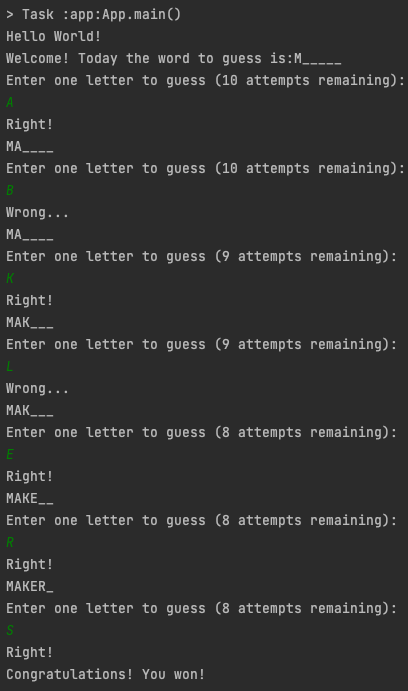 > Task :app:App.main()
Hello World!
Welcome! Today the word to guess is:M_____
Enter one letter to guess (10 attempts remaining):
A
Right!
MA____
Enter one letter to guess (10 attempts remaining):
B
Wrong...
MA____
Enter one letter to guess (9 attempts remaining):
K
Right!
MAK___
Enter one letter to guess (9 attempts remaining):
L
Wrong...
MAK___
Enter one letter to guess (8 attempts remaining):
E
Right!
MAKE__
Enter one letter to guess (8 attempts remaining):
R
Right!
MAKER_
Enter one letter to guess (8 attempts remaining):
S
Right!
Congratulations! You won!